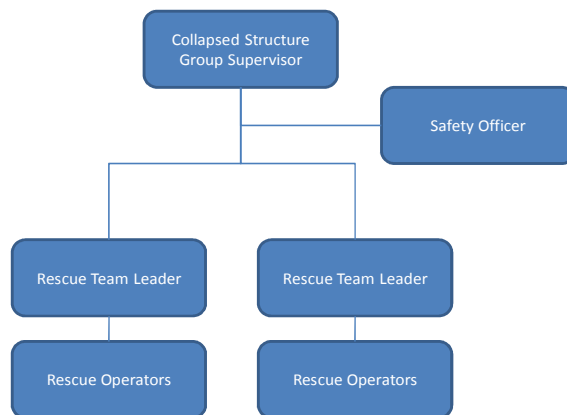 Collapsed Structure
Group Supervisor
Safety Officer
Rescue Team Leader
Rescue Team Leader
Rescue Operators
Rescue Operators